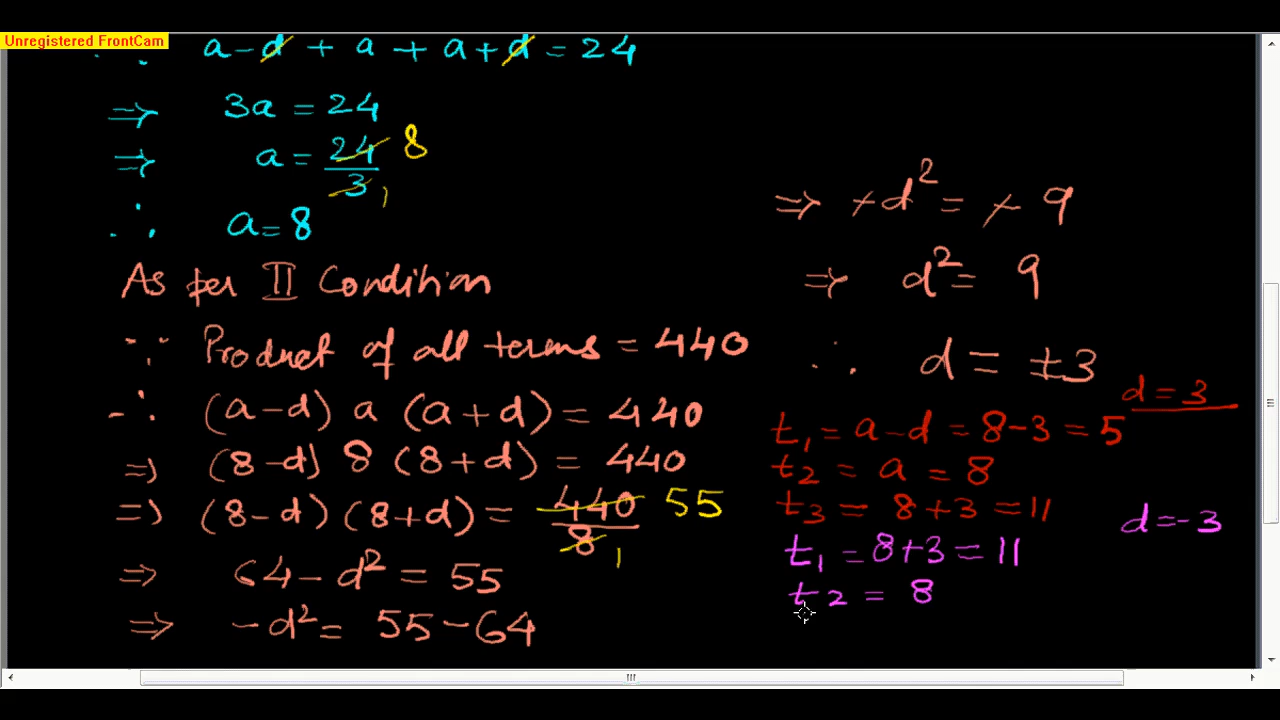 Unregistered FrontCam
∴ a-d + a + a+d = 24
⇒ 3a = 24
⇒ a = 24/3 8 1
∴ a=8
As per II Condition
∵ Product of all terms = 440
∴ (a-d) a (a+d) = 440
⇒ (8-d) 8 (8+d) = 440
⇒ (8-d) (8+d) = 440/8 55 1
⇒ 64-d² = 55
⇒ -d² = 55-64
⇒ -d² = -9
⇒ d² = 9
∴ d = ±3
d = 3
t₁ = a-d = 8-3 = 5
t₂ = a = 8
t₃ = 8+3 = 11
d = -3
t₁ = 8+3 = 11
t₂ = 8